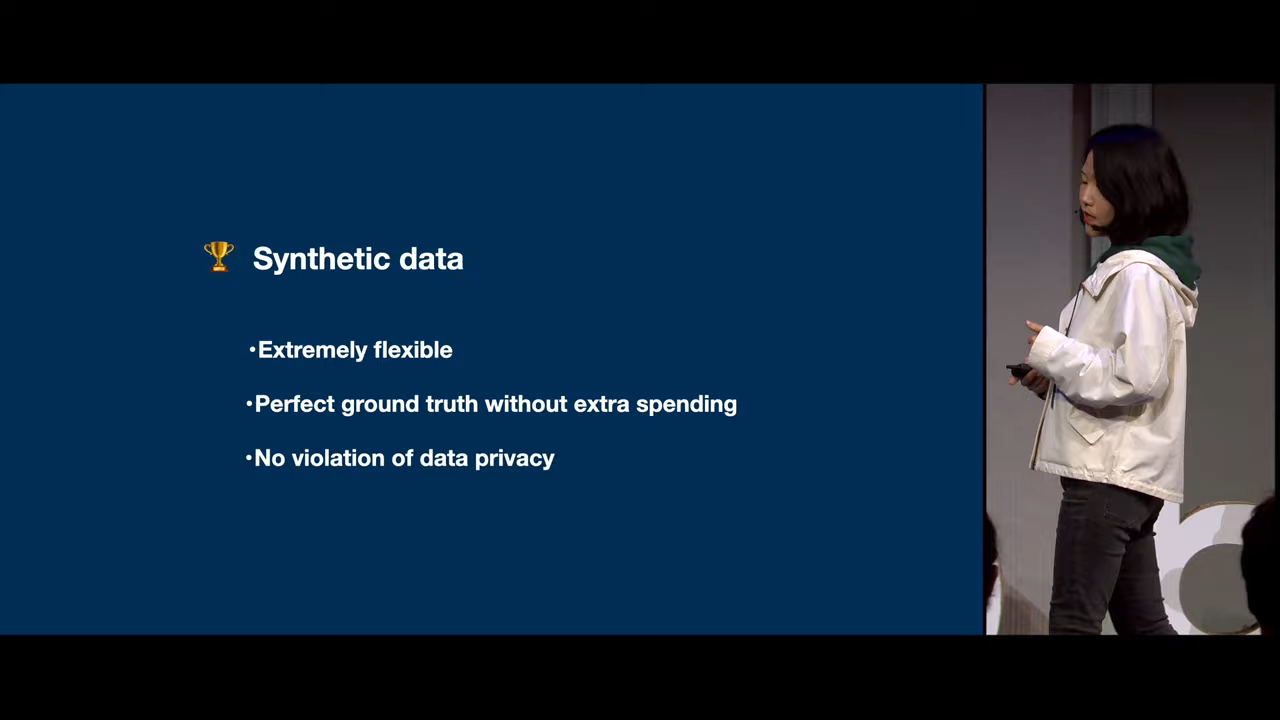 🏆 Synthetic data
•Extremely flexible
•Perfect ground truth without extra spending
•No violation of data privacy